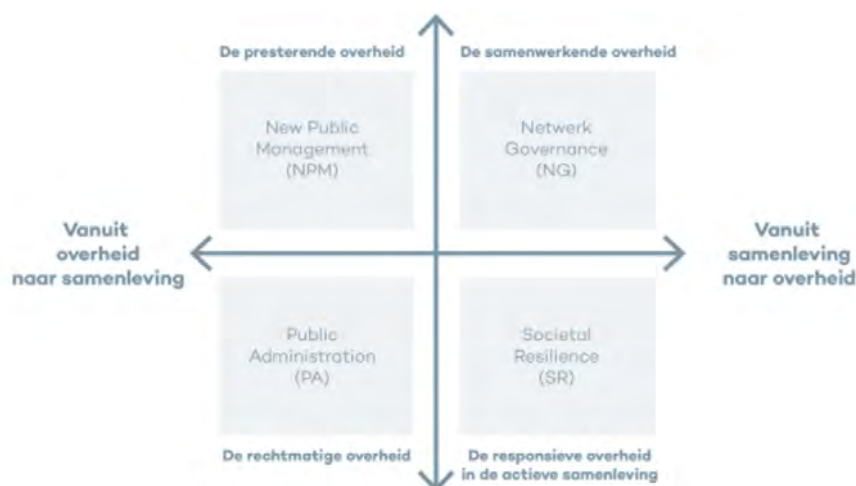 De presterende overheid
De samenwerkende overheid
New Public
Management
(NPM)
Netwerk
Governance
(NG)
Vanuit
overheid
naar samenleving
Vanuit
samenleving
naar overheid
Public
Administration
(PA)
Societal
Resilience
(SR)
De rechtmatige overheid
De responsieve overheid
in de actieve samenleving